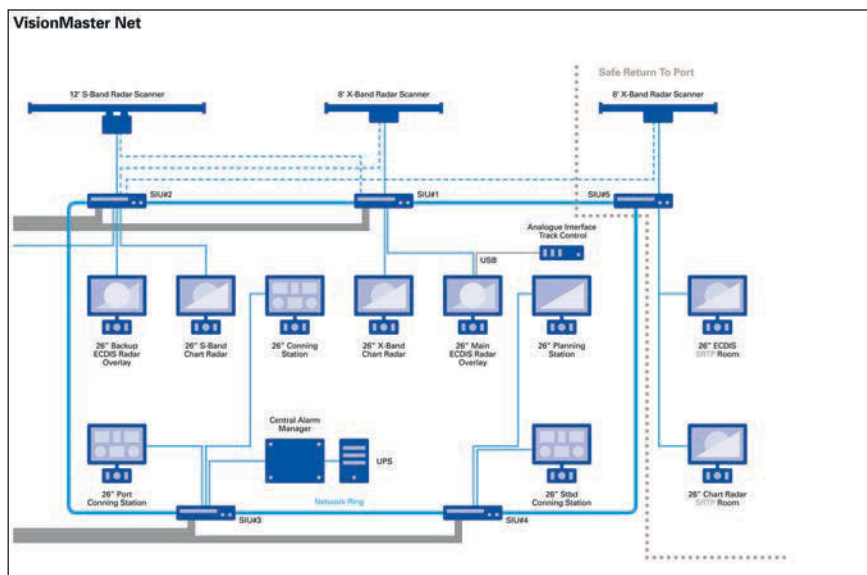 VisionMaster Net
Safe Return To Port
12' S-Band Radar Scanner
8' X-Band Radar Scanner
8' X-Band Radar Scanner
SIU#2
SIU#1
SIU#5
Analogue Interface
Track Control
USB
26" Backup
ECDIS Radar
Overlay
26" S-Band
Chart Radar
26" Conning
Station
26" X-Band
Chart Radar
26" Main
ECDIS Radar
Overlay
26" Planning
Station
26" ECDIS
SRTP Room
Central Alarm
Manager
UPS
26" Port
Conning Station
Network Ring
26" Stbd
Conning Station
26" Chart Radar
SRTP Room
SIU#3
SIU#4